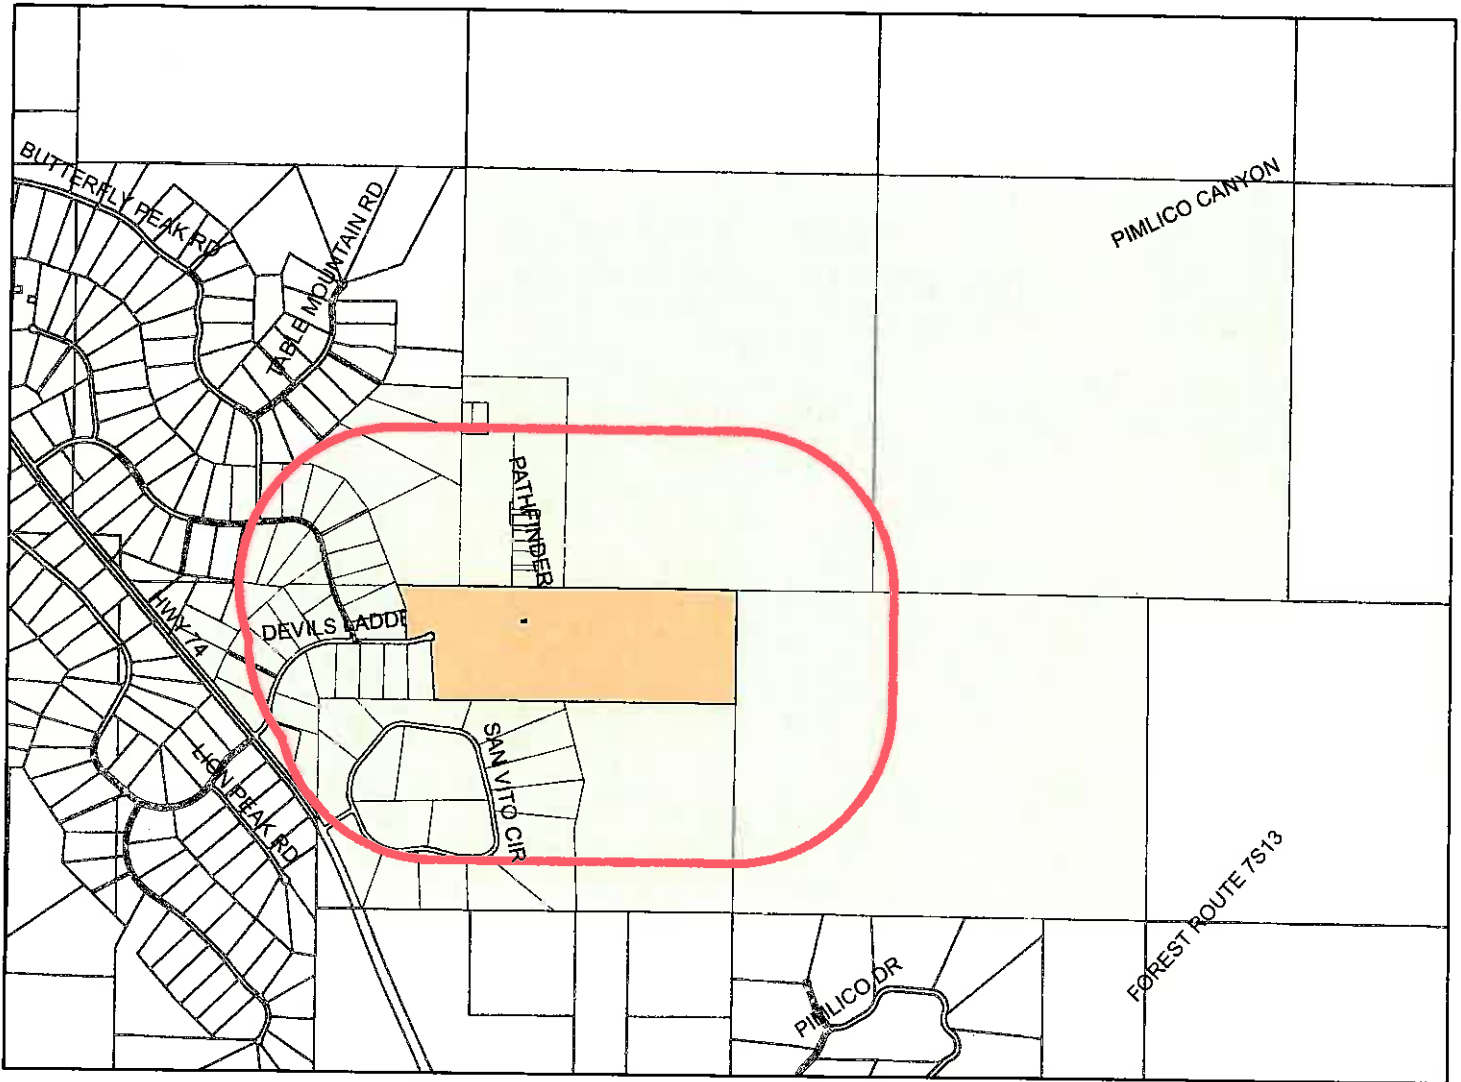 BUTTERFLY PEAK RD
TABLE MOUNTAIN RD
PIMLICO CANYON
PATHFINDER
HWY 74
DEVILS LADDE
LION PEAK RD
SAN VITO CIR
FOREST ROUTE 7S13
PIMLICO DR